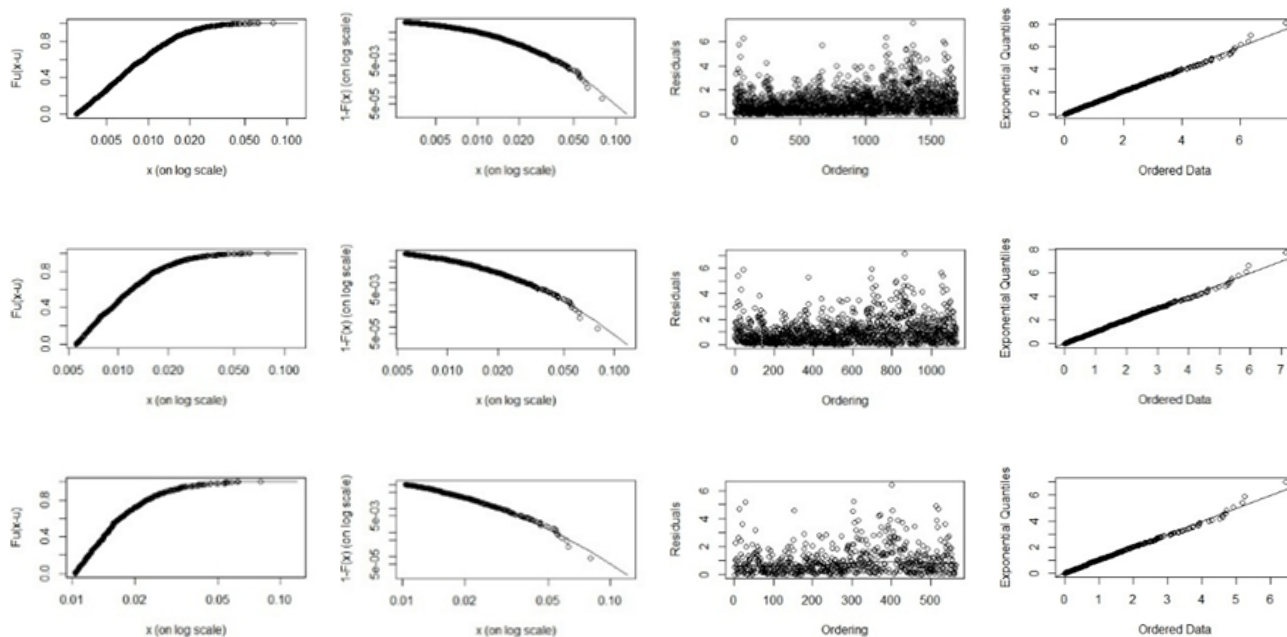 Fu(x-u)
0.0 0.4 0.8
0.005 0.010 0.020 0.050 0.100
x (on log scale)
1-F(x) (on log scale)
5e-05 5e-03
0.005 0.010 0.020 0.050 0.100
x (on log scale)
Residuals
0 2 4 6
0 500 1000 1500
Ordering
Exponential Quantiles
0 2 4 6 8
0 2 4 6
Ordered Data
Fu(x-u)
0.0 0.4 0.8
0.005 0.010 0.020 0.050 0.100
x (on log scale)
1-F(x) (on log scale)
5e-05 5e-03
0.005 0.010 0.020 0.050 0.100
x (on log scale)
Residuals
0 2 4 6
0 200 400 600 800 1000
Ordering
Exponential Quantiles
0 2 4 6 8
0 1 2 3 4 5 6 7
Ordered Data
Fu(x-u)
0.0 0.4 0.8
0.01 0.02 0.05 0.10
x (on log scale)
1-F(x) (on log scale)
5e-05 5e-03
0.01 0.02 0.05 0.10
x (on log scale)
Residuals
0 2 4 6
0 100 200 300 400 500
Ordering
Exponential Quantiles
0 2 4 6
0 1 2 3 4 5 6
Ordered Data